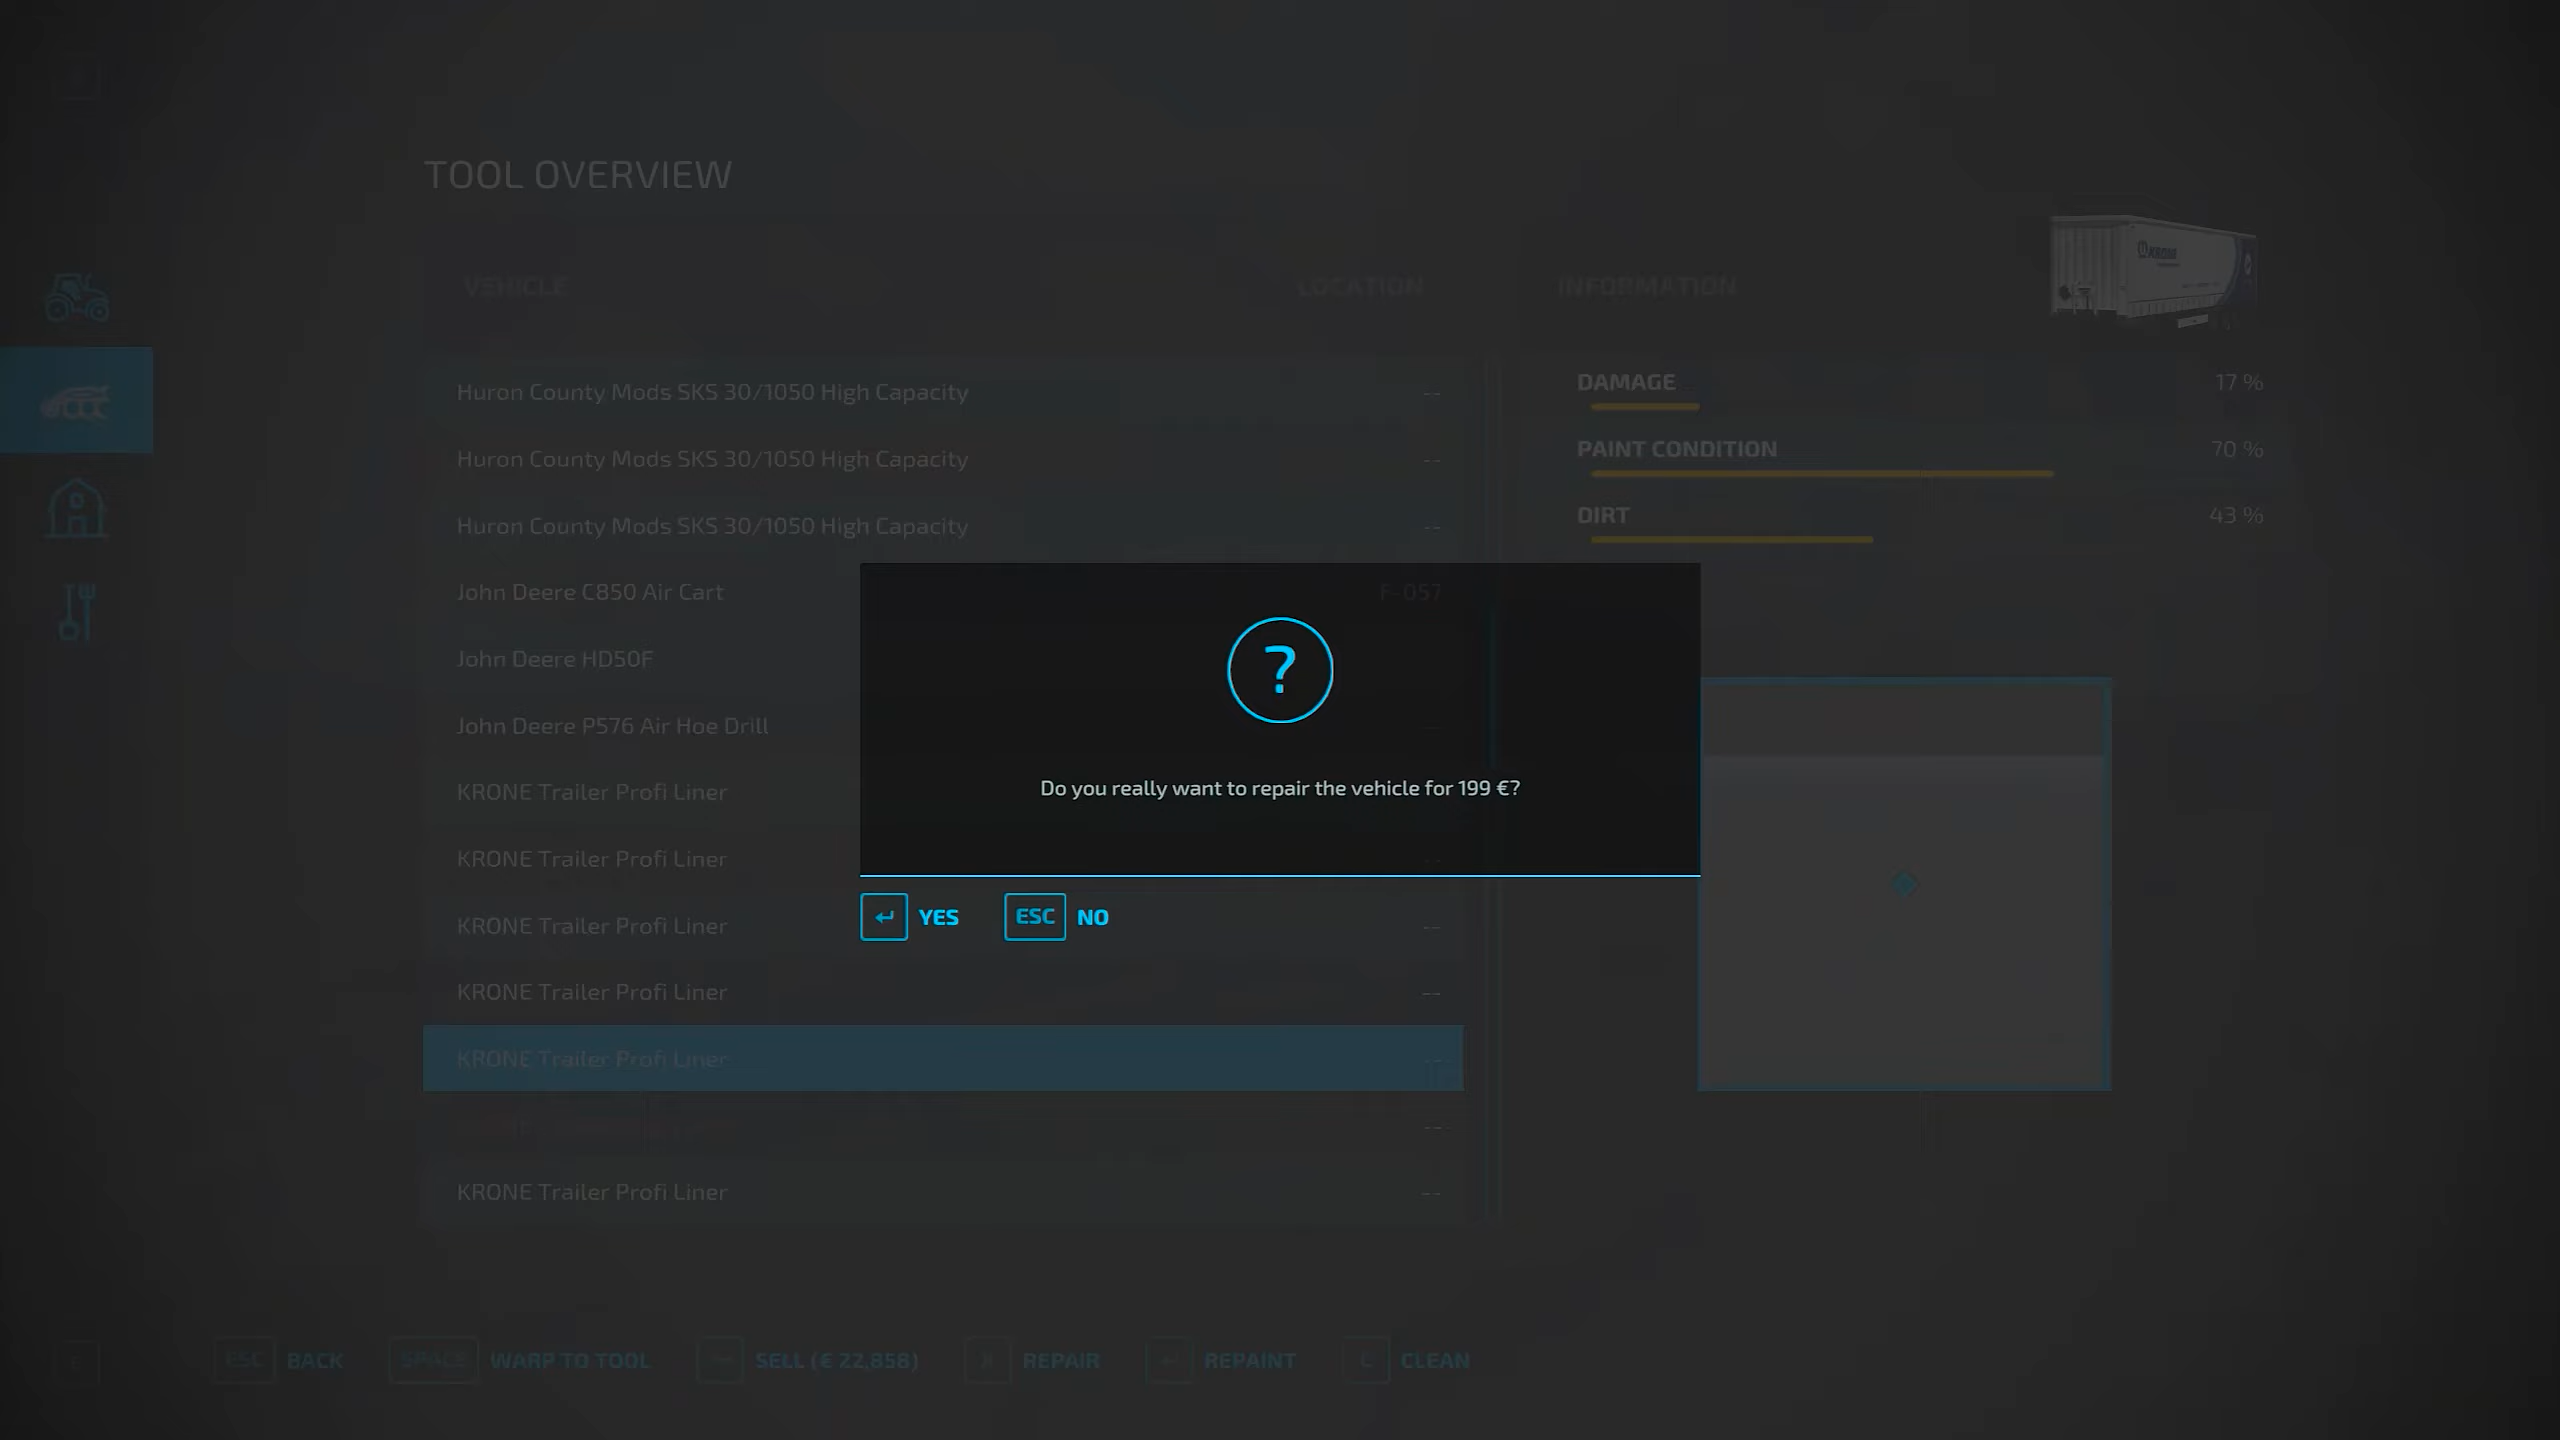 TOOL OVERVIEW
VEHICLE LOCATION INFORMATION
KRONE
Huron County Mods SKS 30/1050 High Capacity --
Huron County Mods SKS 30/1050 High Capacity --
Huron County Mods SKS 30/1050 High Capacity --
John Deere C850 Air Cart F-057
John Deere HD50F
John Deere P576 Air Hoe Drill
KRONE Trailer Profi Liner
KRONE Trailer Profi Liner --
KRONE Trailer Profi Liner --
KRONE Trailer Profi Liner --
KRONE Trailer Profi Liner --
--
KRONE Trailer Profi Liner --
DAMAGE 17 %
PAINT CONDITION 70 %
DIRT 43 %
?
Do you really want to repair the vehicle for 199 €?
YES ESC NO
E ESC BACK SPACE WARP TO TOOL SELL (€ 22,858) X REPAIR REPAINT C CLEAN